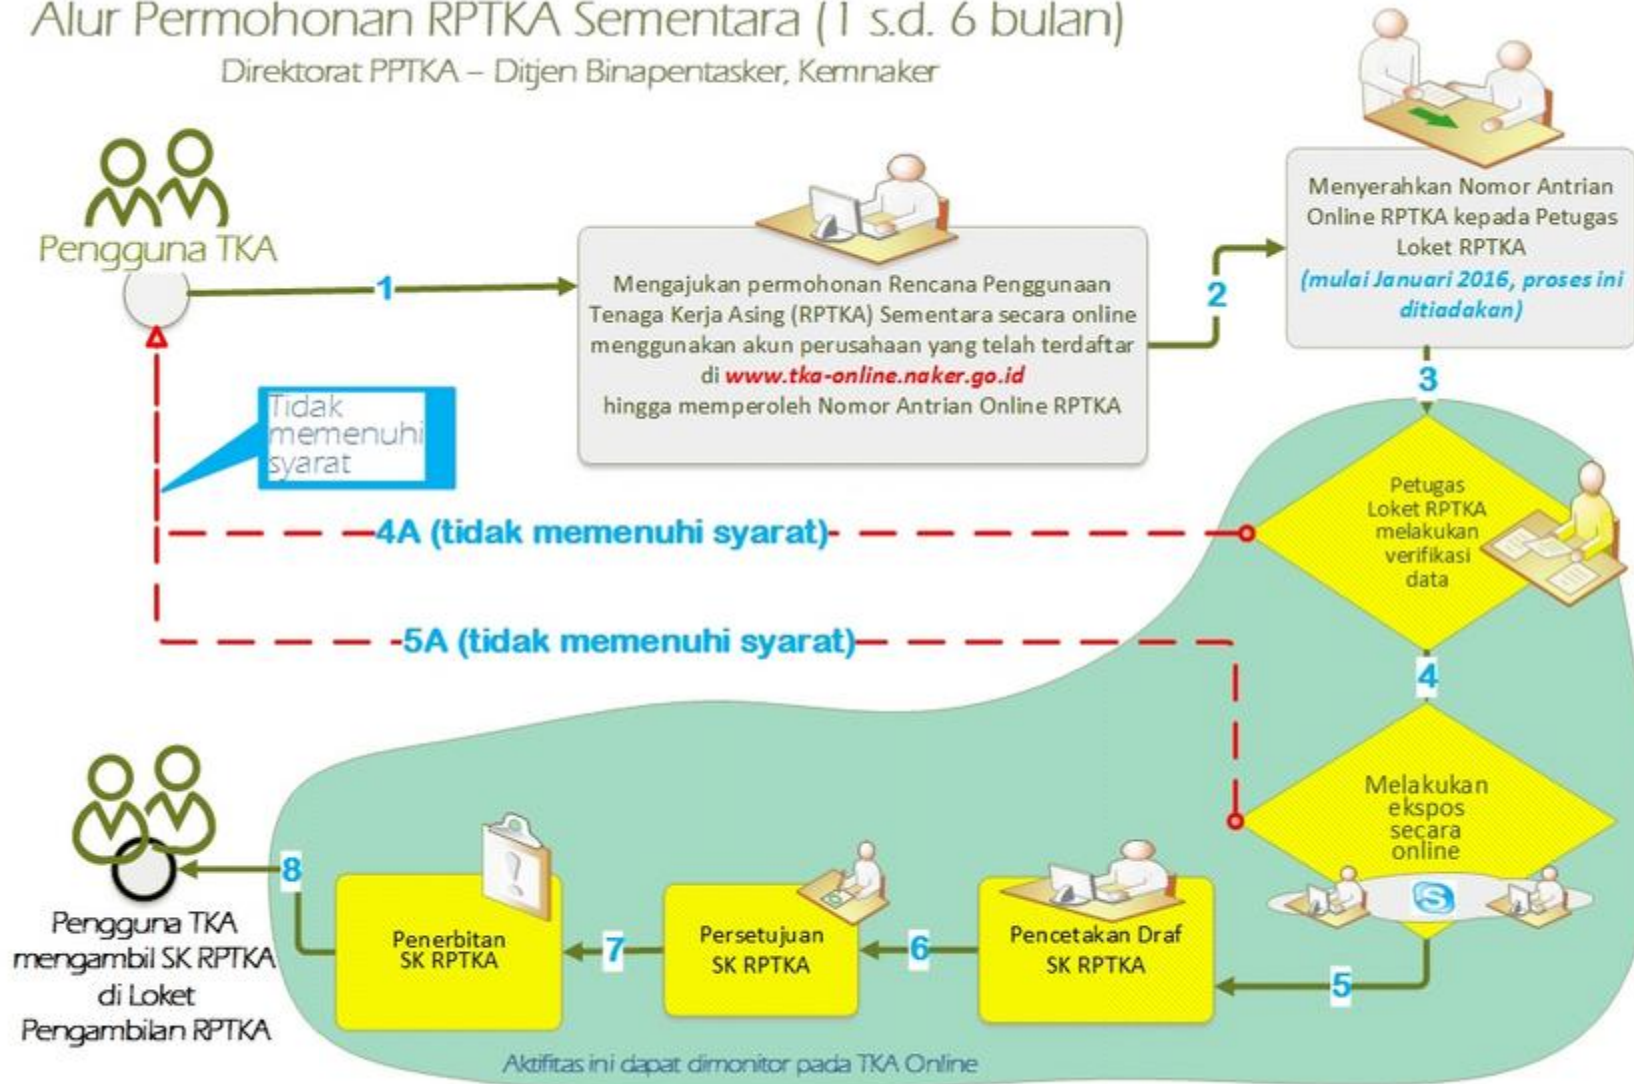 Alur Permohonan RPTKA Sementara (1 s.d. 6 bulan)
Direktorat PPTKA – Ditjen Binapentasker, Kemnaker
Pengguna TKA
1
Mengajukan permohonan Rencana Penggunaan
Tenaga Kerja Asing (RPTKA) Sementara secara online
menggunakan akun perusahaan yang telah terdaftar
di www.tka-online.naker.go.id
hingga memperoleh Nomor Antrian Online RPTKA
2
Menyerahkan Nomor Antrian
Online RPTKA kepada Petugas
Loket RPTKA
(mulai Januari 2016, proses ini
ditiadakan)
3
Tidak
memenuhi
syarat
Petugas
Loket RPTKA
melakukan
verifikasi
data
4A (tidak memenuhi syarat)
5A (tidak memenuhi syarat)
4
Melakukan
ekspos
secara
online
S
5
Pencetakan Draf
SK RPTKA
6
Persetujuan
SK RPTKA
7
Penerbitan
SK RPTKA
8
Pengguna TKA
mengambil SK RPTKA
di Loket
Pengambilan RPTKA
Aktifitas ini dapat dimonitor pada TKA Online